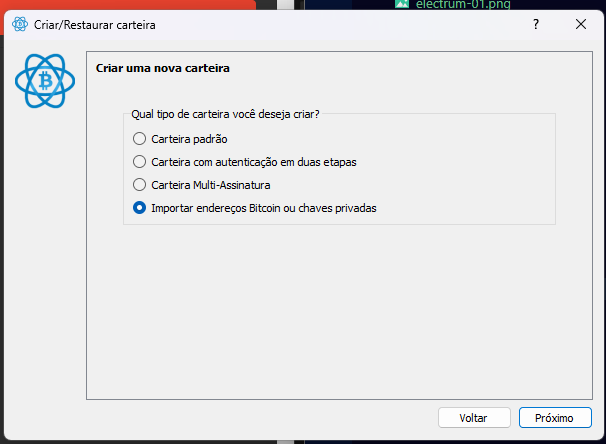 electrum-01.png
Criar/Restaurar carteira
?
Criar uma nova carteira
Qual tipo de carteira você deseja criar?
Carteira padrão
Carteira com autenticação em duas etapas
Carteira Multi-Assinatura
Importar endereços Bitcoin ou chaves privadas
Voltar
Próximo